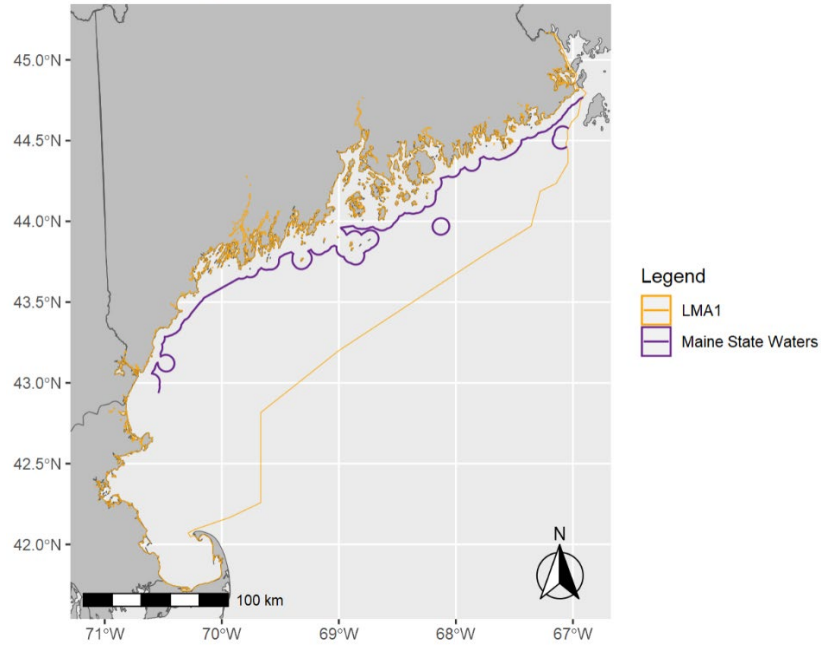 45.0°N
44.5°N
44.0°N
43.5°N
43.0°N
42.5°N
42.0°N
71°W 70°W 69°W 68°W 67°W
100 km
N
Legend
LMA1
Maine State Waters